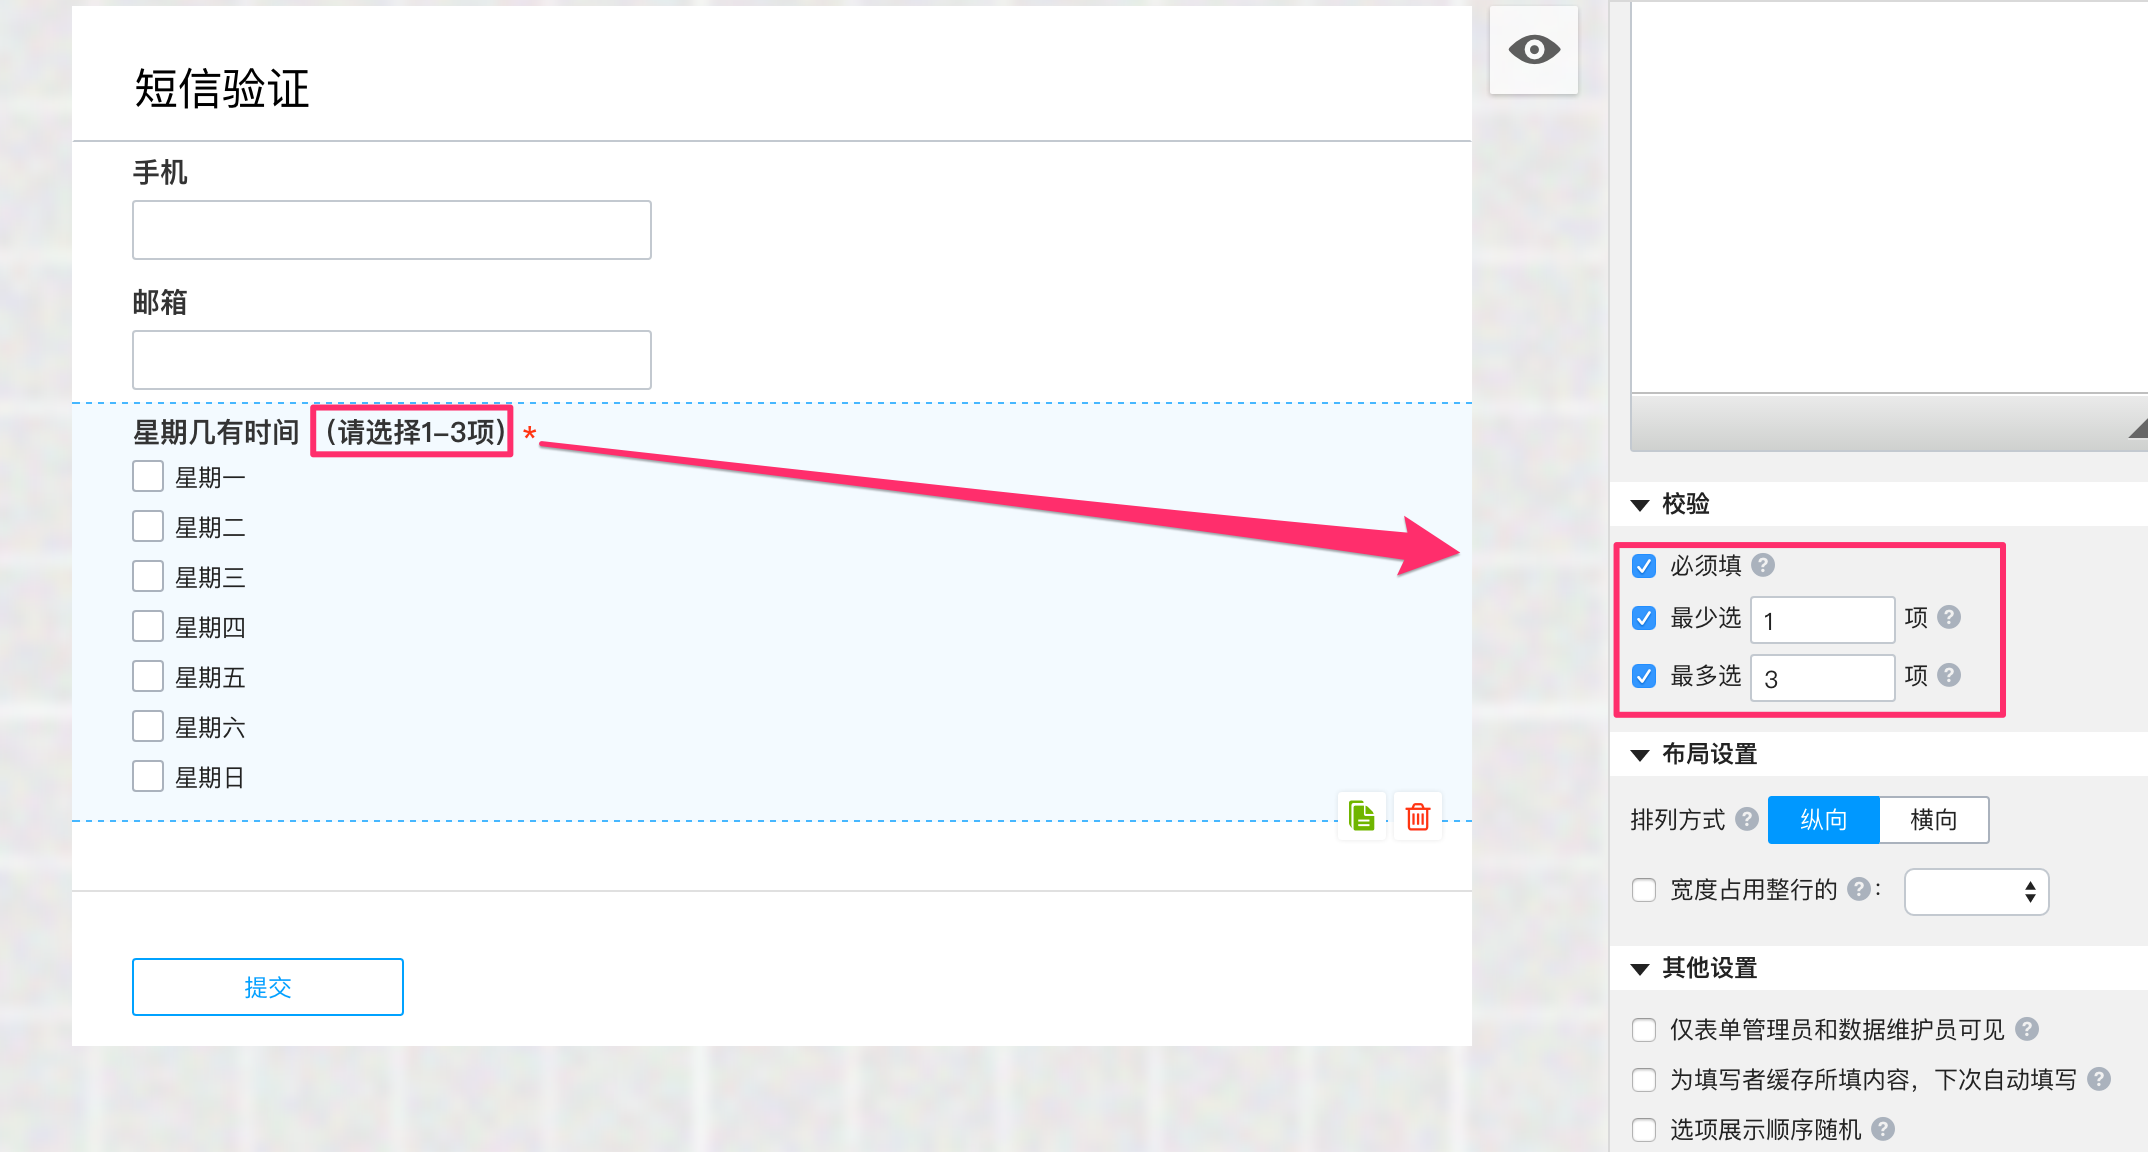 短信验证
手机
邮箱
星期几有时间 (请选择1-3项) *
星期一
星期二
星期三
星期四
星期五
星期六
星期日
提交
校验
必须填 ?
最少选 1 项 ?
最多选 3 项 ?
布局设置
排列方式 ? 纵向 横向
宽度占用整行的 ? :
其他设置
仅表单管理员和数据维护员可见 ?
为填写者缓存所填内容，下次自动填写 ?
选项展示顺序随机 ?